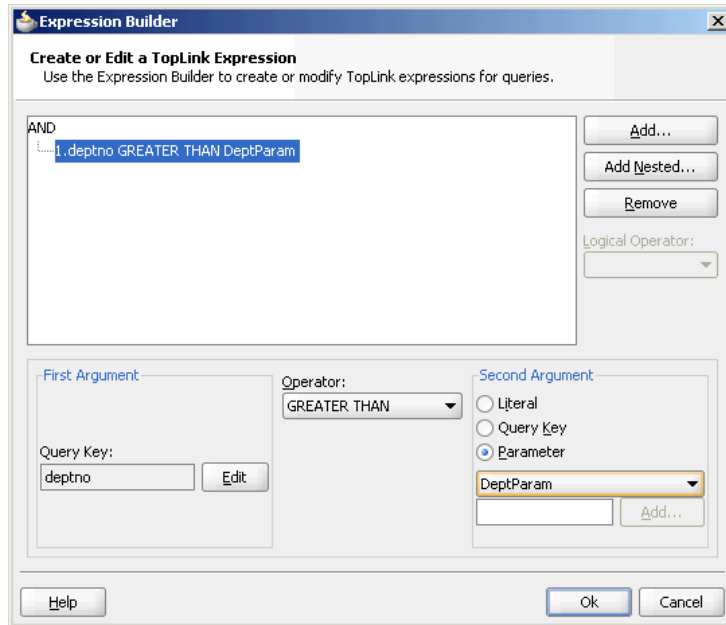 Expression Builder
Create or Edit a TopLink Expression
Use the Expression Builder to create or modify TopLink expressions for queries.
AND
1.deptno GREATER THAN DeptParam
Add...
Add Nested...
Remove
Logical Operator:
First Argument
Query Key:
deptno
Edit
Operator:
GREATER THAN
Second Argument
Literal
Query Key
Parameter
DeptParam
Add...
Help
Ok
Cancel